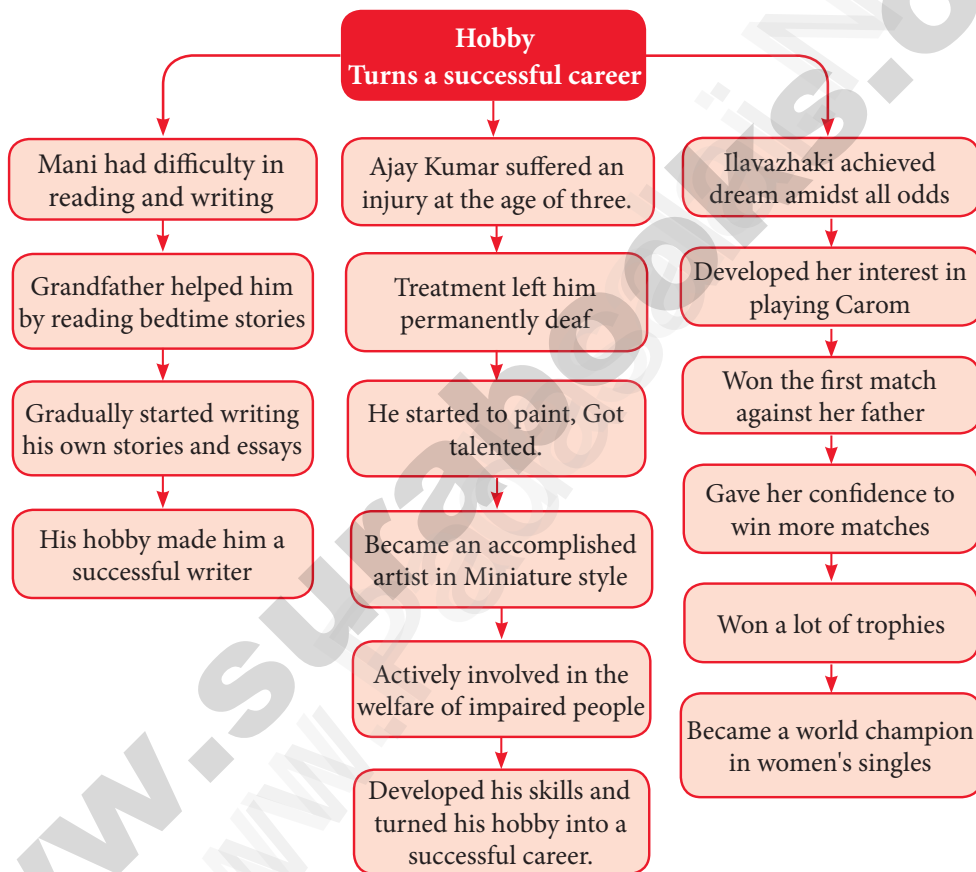 Hobby
Turns a successful career
Mani had difficulty in
reading and writing
Grandfather helped him
by reading bedtime stories
Gradually started writing
his own stories and essays
His hobby made him a
successful writer
Ajay Kumar suffered an
injury at the age of three.
Treatment left him
permanently deaf
He started to paint, Got
talented.
Became an accomplished
artist in Miniature style
Actively involved in the
welfare of impaired people
Developed his skills and
turned his hobby into a
successful career.
Ilavazhaki achieved
dream amidst all odds
Developed her interest in
playing Carom
Won the first match
against her father
Gave her confidence to
win more matches
Won a lot of trophies
Became a world champion
in women's singles
w.surabooks.c